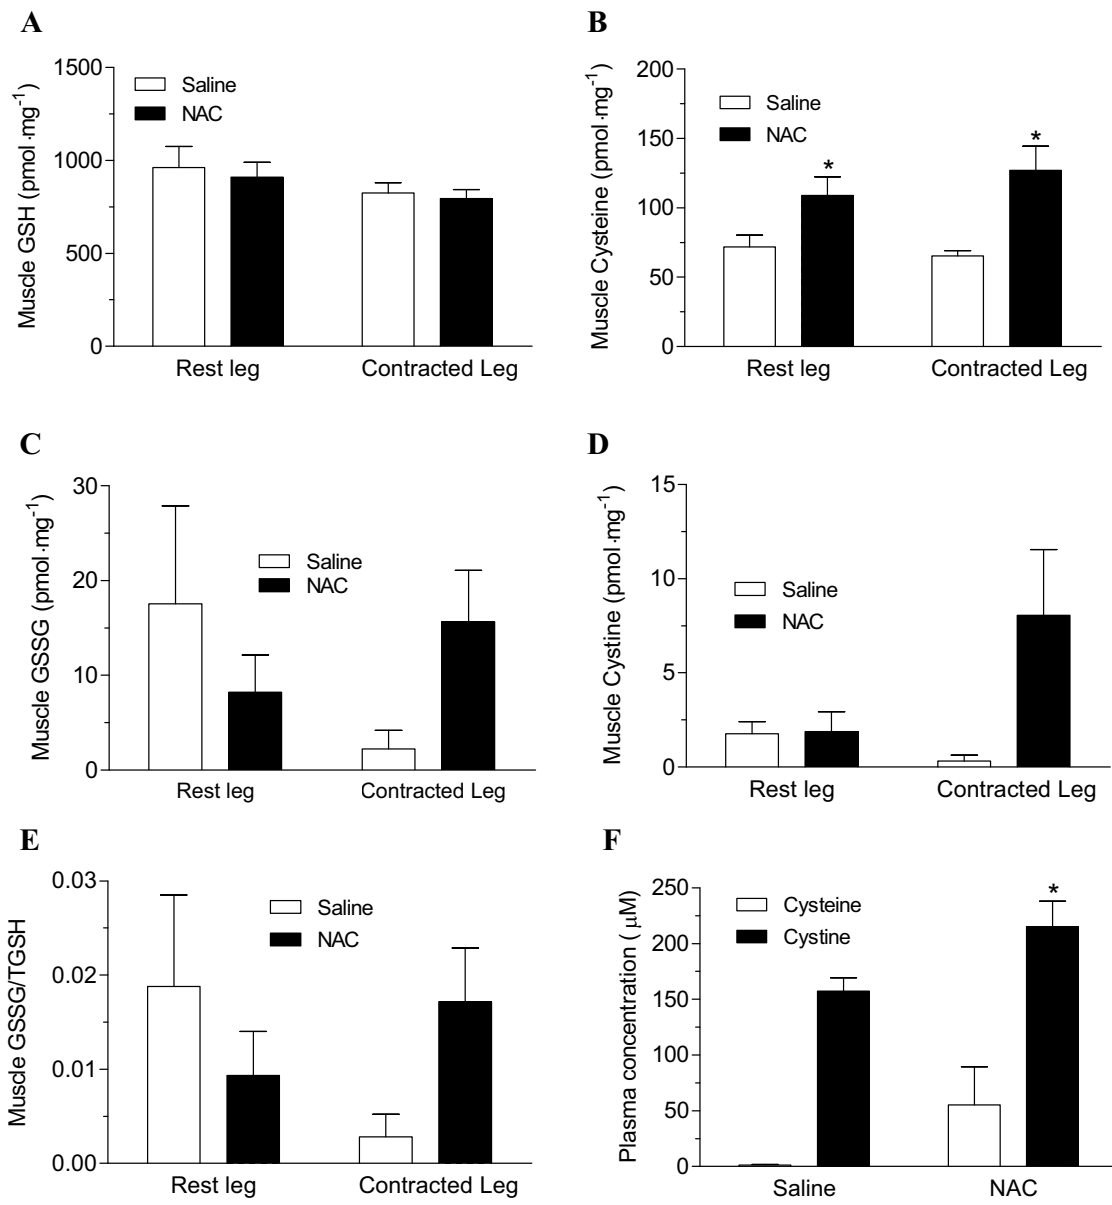 A
Muscle GSH (pmol·mg-1)
1500
1000
500
0
Saline
NAC
Rest leg
Contracted Leg
B
Muscle Cysteine (pmol·mg-1)
200
150
100
50
0
Saline
NAC
*
*
Rest leg
Contracted Leg
C
Muscle GSSG (pmol·mg-1)
30
20
10
0
Saline
NAC
Rest leg
Contracted Leg
D
Muscle Cystine (pmol·mg-1)
15
10
5
0
Saline
NAC
Rest leg
Contracted Leg
E
Muscle GSSG/TGSH
0.03
0.02
0.01
0.00
Saline
NAC
Rest leg
Contracted Leg
F
Plasma concentration ( μM)
250
200
150
100
50
0
Cysteine
Cystine
*
Saline
NAC